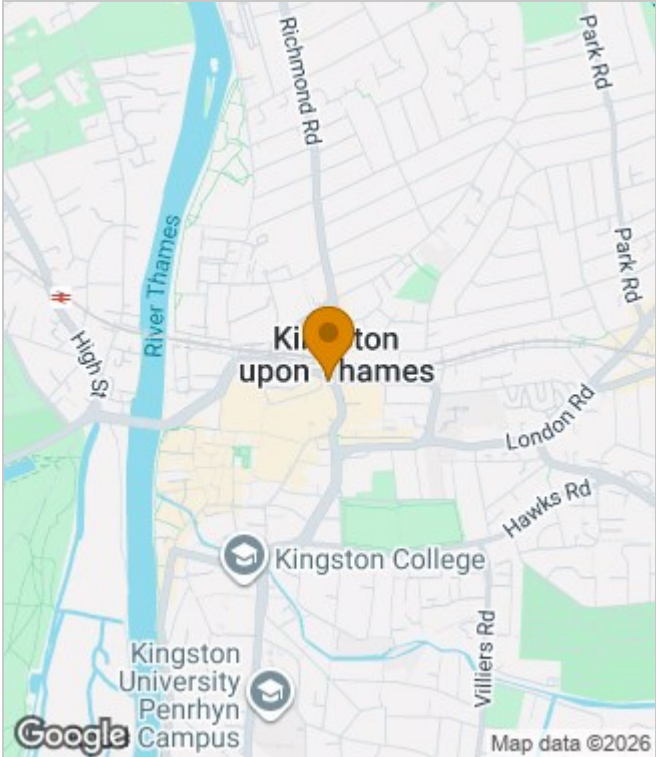 Richmond Rd
Park Rd
River Thames
Park Rd
High St
Kingston
upon Thames
London Rd
Hawks Rd
Kingston College
Villiers Rd
Kingston
University
Penrhyn
Campus
Google
Map data ©2026